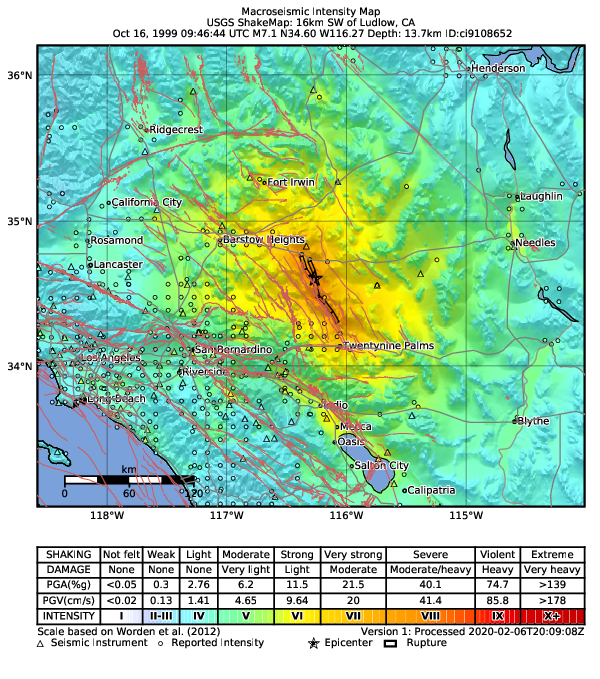 Macroseismic Intensity Map
USGS ShakeMap: 16km SW of Ludlow, CA
Oct 16, 1999 09:46:44 UTC M7.1 N34.60 W116.27 Depth: 13.7km ID:ci9108652
36°N
Henderson
Ridgecrest
Fort Irwin
California City
Laughlin
35°N
Rosamond
Barstow Heights
Needles
Lancaster
Los Angeles
San Bernardino
Twentynine Palms
34°N
Riverside
Long Beach
Indio
Blythe
Mecca
Oasis
Salton City
km
0 60 120
Calipatria
118°W 117°W 116°W 115°W
SHAKING Not felt Weak Light Moderate Strong Very strong Severe Violent Extreme
DAMAGE None None None Very light Light Moderate Moderate/heavy Heavy Very heavy
PGA(%g) <0.05 0.3 2.76 6.2 11.5 21.5 40.1 74.7 >139
PGV(cm/s) <0.02 0.13 1.41 4.65 9.64 20 41.4 85.8 >178
INTENSITY I II-III IV V VI VII VIII IX X+
Scale based on Worden et al. (2012) Version 1: Processed 2020-02-06T20:09:08Z
Seismic Instrument Reported Intensity Epicenter Rupture